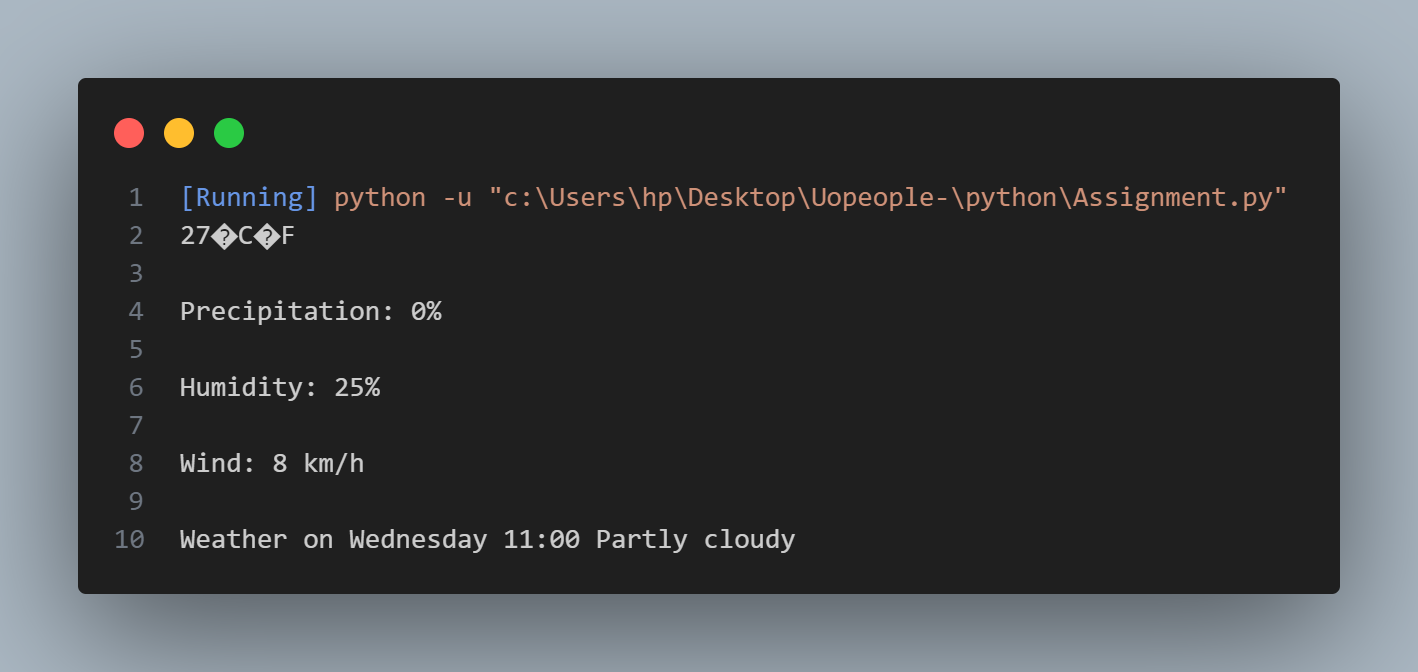 1 [Running] python -u "c:\Users\hp\Desktop\Uopeople-\python\Assignment.py"
2 27�C�F
3
4 Precipitation: 0%
5
6 Humidity: 25%
7
8 Wind: 8 km/h
9
10 Weather on Wednesday 11:00 Partly cloudy